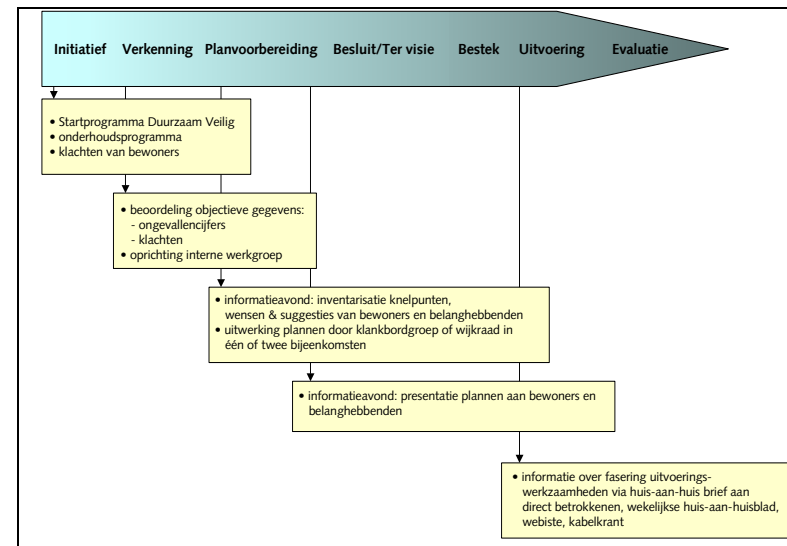 Initiatief Verkenning Planvoorbereiding Besluit/Ter visie Bestek Uitvoering Evaluatie
• Startprogramma Duurzaam Veilig
• onderhoudsprogramma
• klachten van bewoners
• beoordeling objectieve gegevens:
- ongevallencijfers
- klachten
• oprichting interne werkgroep
• informatieavond: inventarisatie knelpunten,
wensen & suggesties van bewoners en belanghebbenden
• uitwerking plannen door klankbordgroep of wijkraad in
één of twee bijeenkomsten
• informatieavond: presentatie plannen aan bewoners en
belanghebbenden
• informatie over fasering uitvoerings-
werkzaamheden via huis-aan-huis brief aan
direct betrokkenen, wekelijkse huis-aan-huisblad,
webiste, kabelkrant